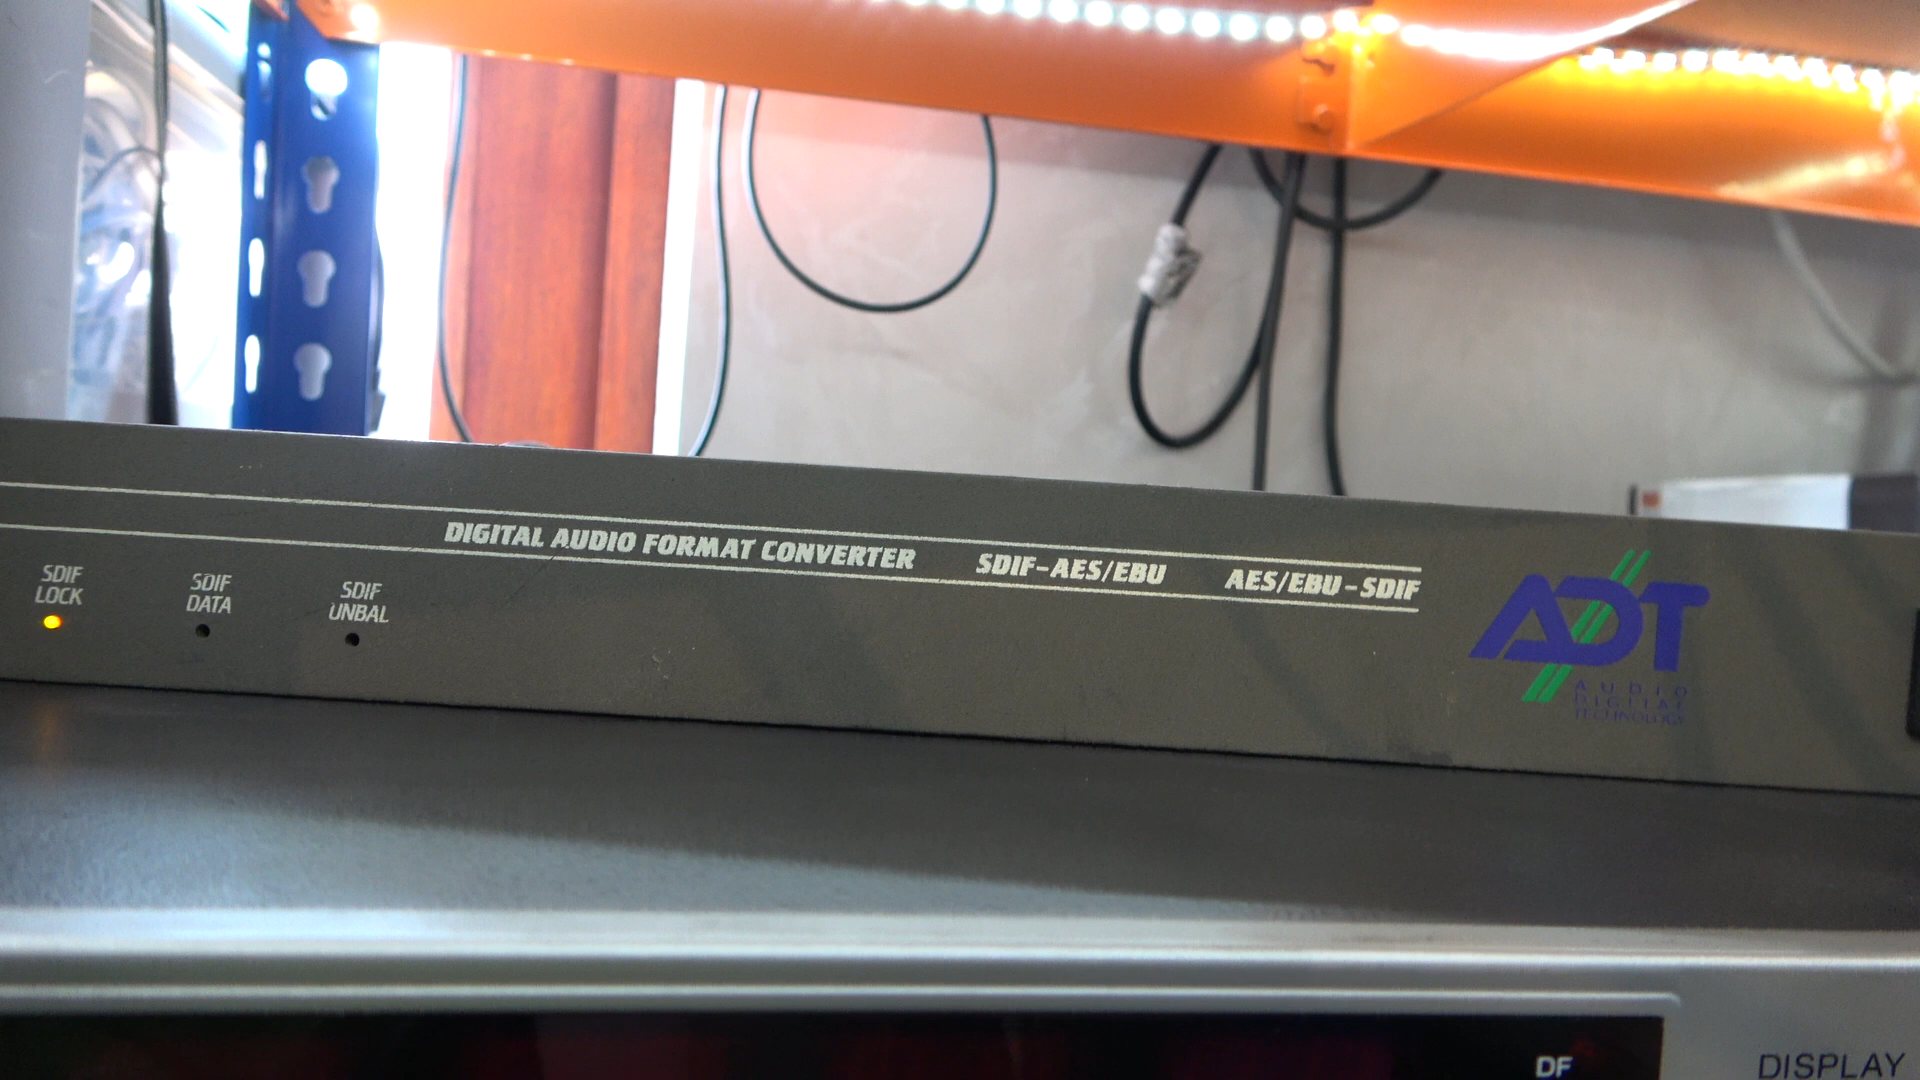 DIGITAL AUDIO FORMAT CONVERTER SDIF-AES/EBU AES/EBU-SDIF
SDIF LOCK
SDIF DATA
SDIF UNBAL
ADT
AUDIO
DIGITAL
TECHNOLOGY
DF
DISPLAY